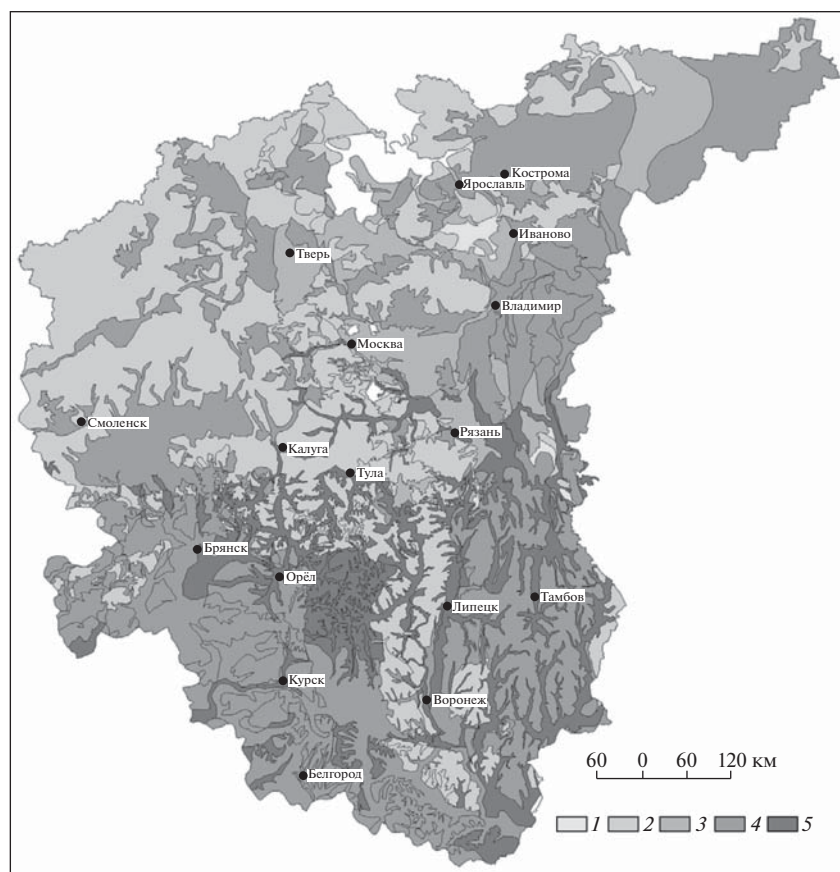 Кострома
Ярославль
Иваново
Тверь
Владимир
Москва
Смоленск
Рязань
Калуга
Тула
Брянск
Орёл
Тамбов
Липецк
Курск
Воронеж
60 0 60 120 км
Белгород
1 2 3 4 5